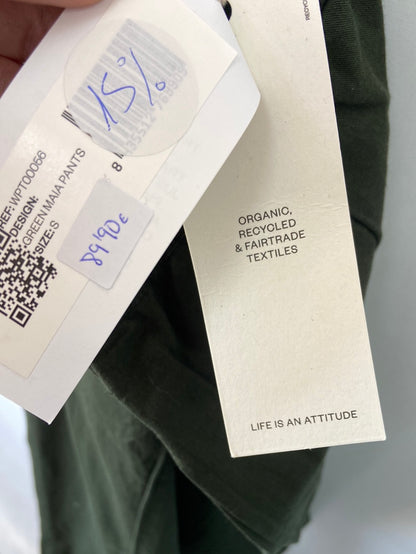 REF: WPT00056
DESIGN:
GREEN MAIA PANTS
SIZE: S
15%
89'90€
ORGANIC,
RECYCLED
& FAIRTRADE
TEXTILES
LIFE IS AN ATTITUDE